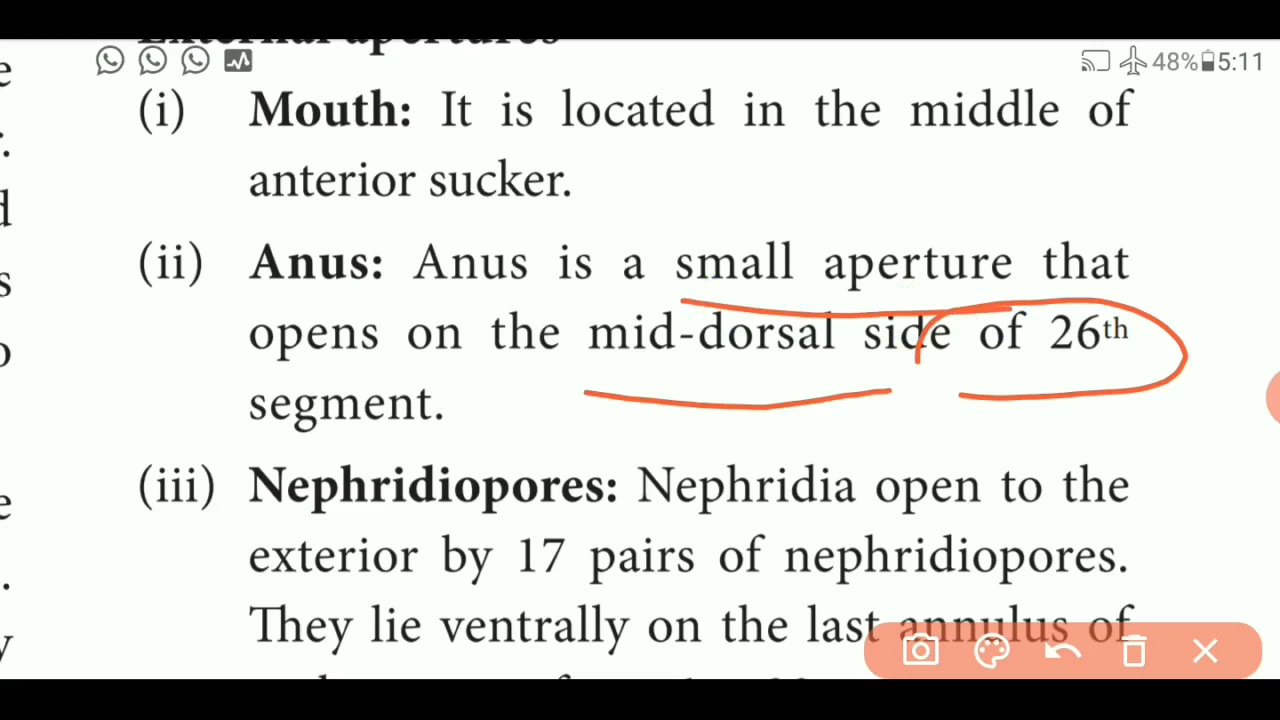 External apertures
48% 5:11
(i) Mouth: It is located in the middle of
anterior sucker.
(ii) Anus: Anus is a small aperture that
opens on the mid-dorsal side of 26th
segment.
(iii) Nephridiopores: Nephridia open to the
exterior by 17 pairs of nephridiopores.
They lie ventrally on the last annulus of